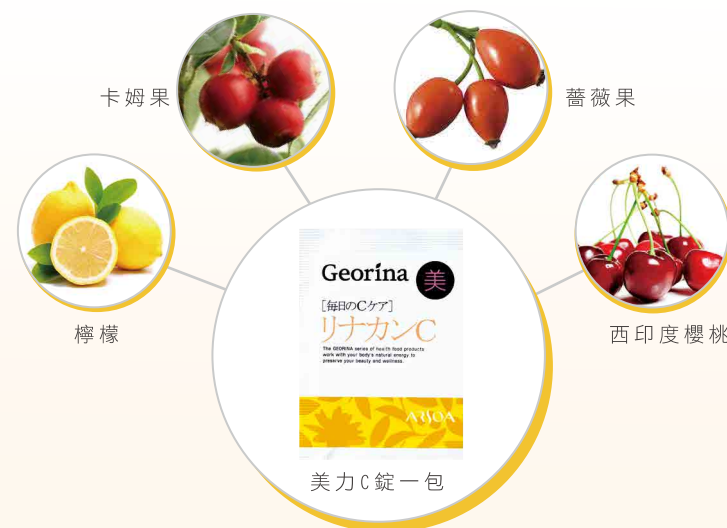 卡姆果
薔薇果
檸檬
西印度櫻桃
Georína 美
[毎日のCケア]
リナカンC
The GEORINA series of health food products
work with your body's natural energy to
preserve your beauty and wellness.
ARSOA
美力C錠一包